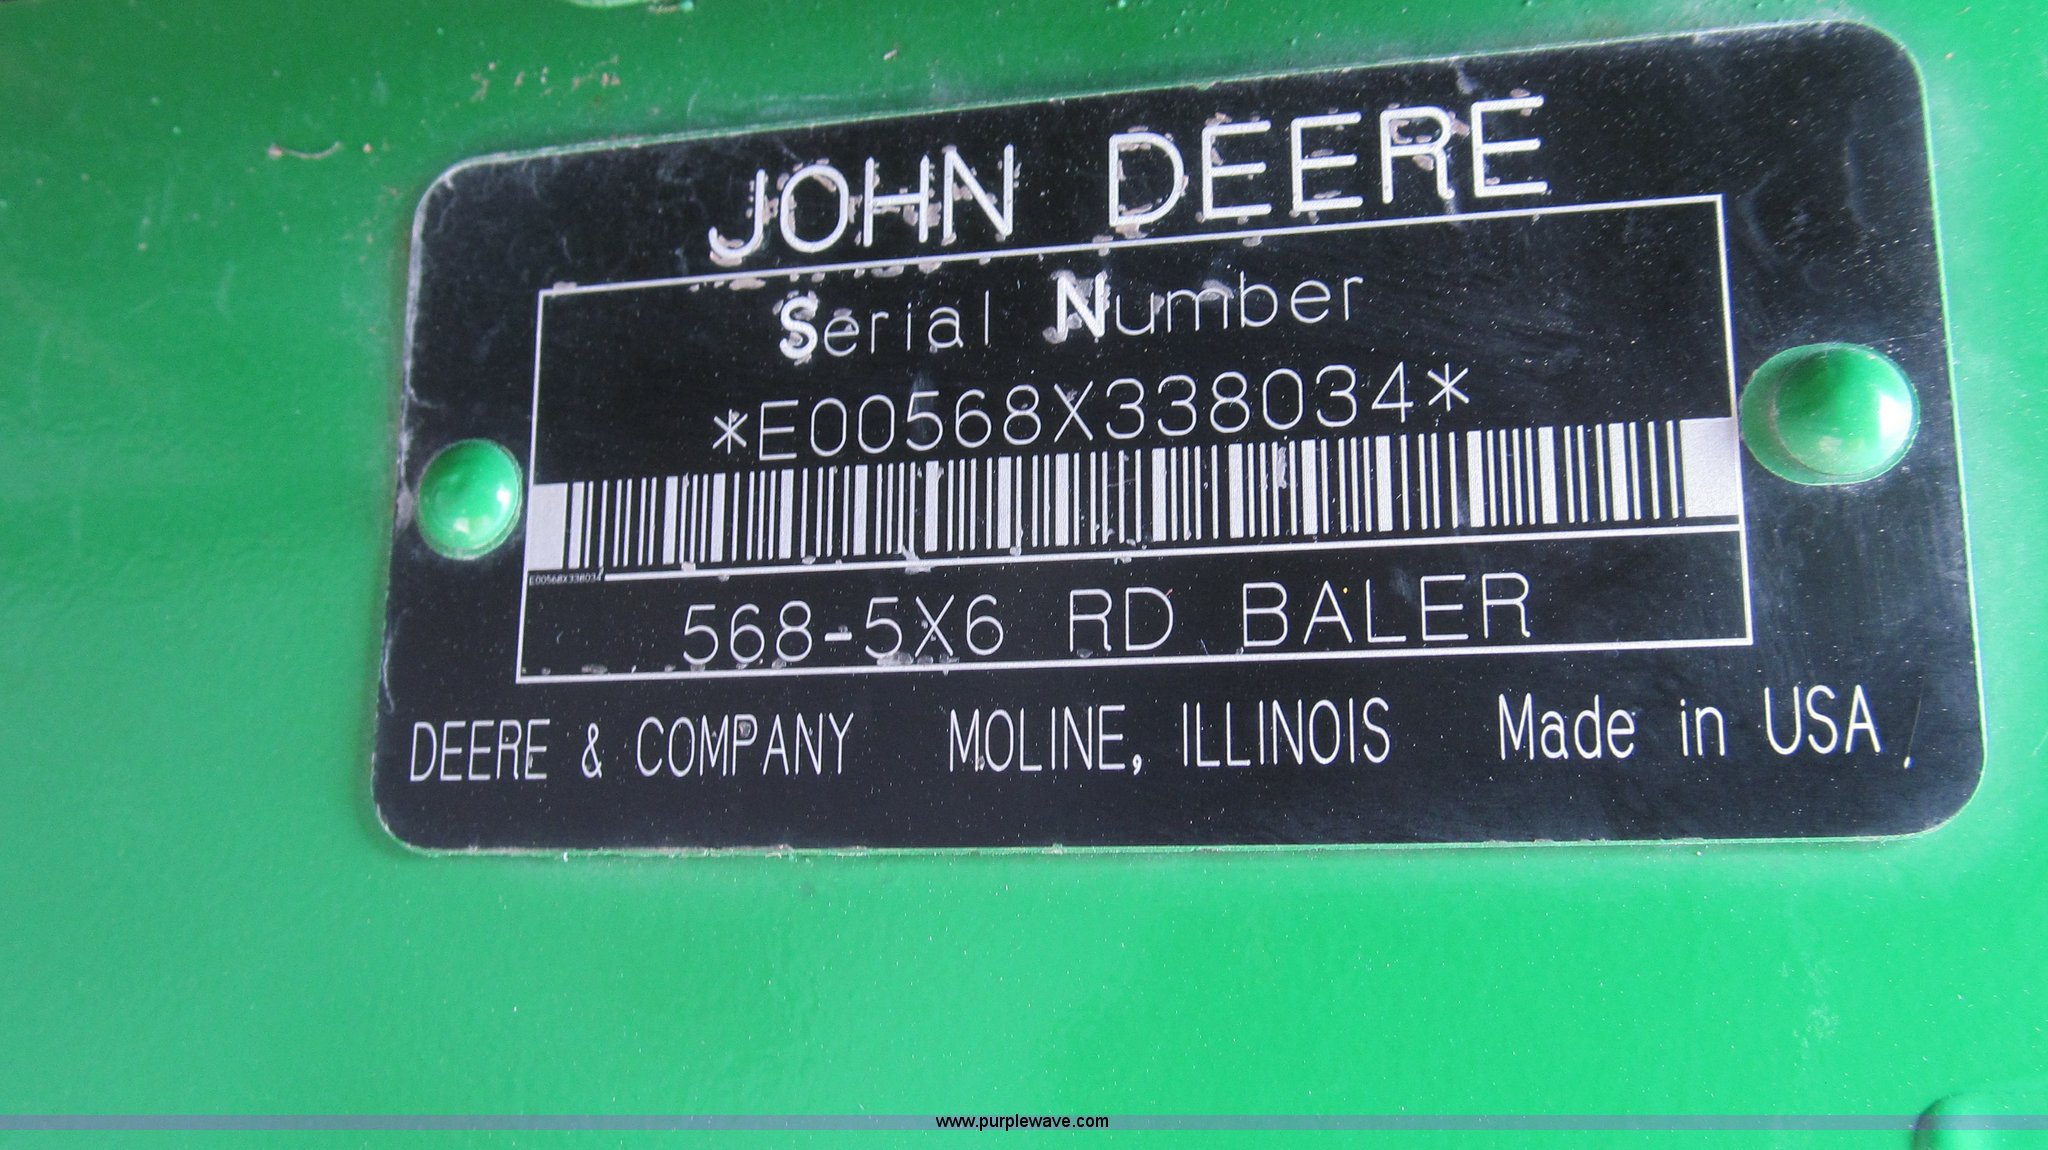 JOHN DEERE
Serial Number
*E00568X338034*
E00568X338034
568-5X6 RD BALER
DEERE & COMPANY MOLINE, ILLINOIS Made in USA
www.purplewave.com